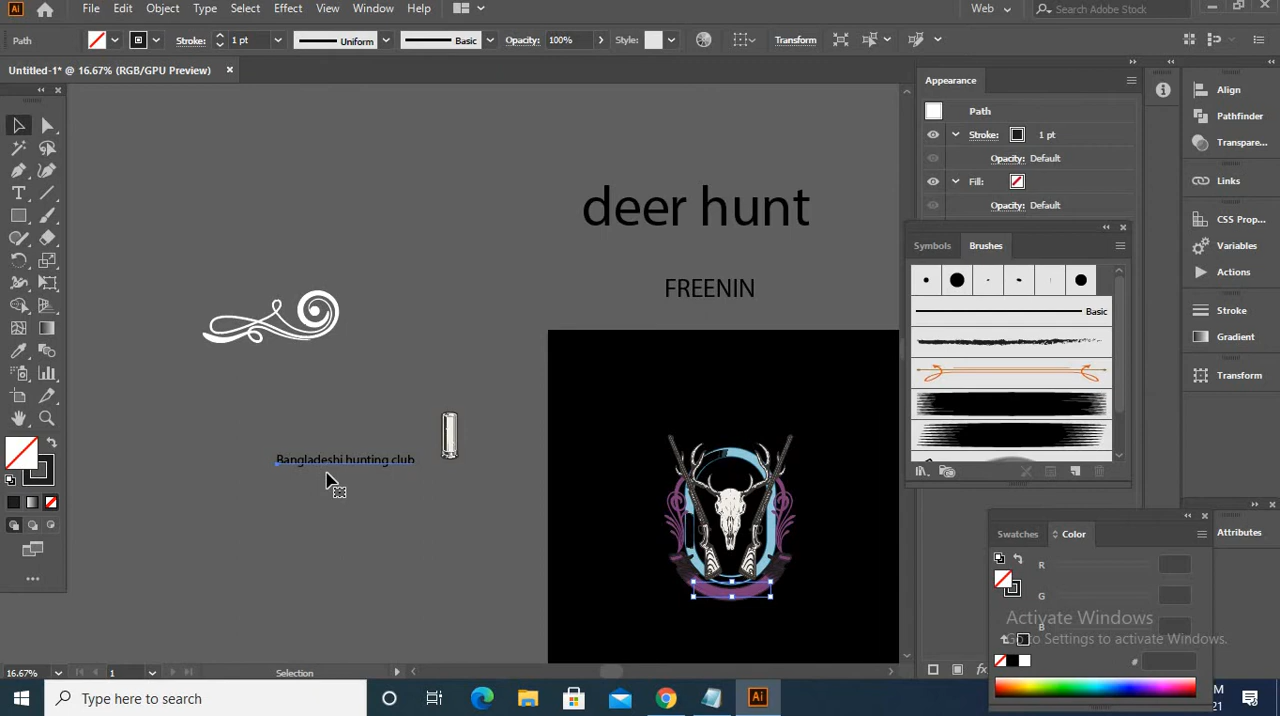 File Edit Object Type Select Effect View Window Help Web Search Adobe Stock
Path Stroke: 1 pt Uniform Basic Opacity: 100% Style: Transform
Untitled-1* @ 16.67% (RGB/GPU Preview)
Appearance
Path
Stroke: 1 pt
Opacity: Default
Fill:
Opacity: Default
Symbols Brushes
Basic
Align
Pathfinder
Transpare...
Links
CSS Prop...
Variables
Actions
Stroke
Gradient
Transform
Attributes
deer hunt
FREENIN
Bangladeshi hunting club
Swatches Color
R
G
B
#
Activate Windows
Go to Settings to activate Windows.
16.67% 1 Selection
Type here to search
Ai